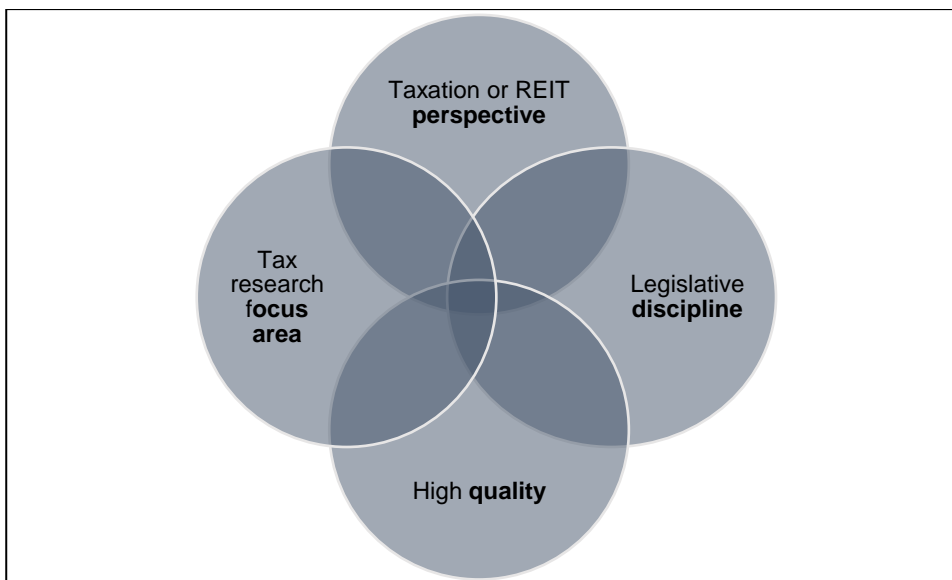 Taxation or REIT
perspective
Tax
research
focus
area
Legislative
discipline
High quality